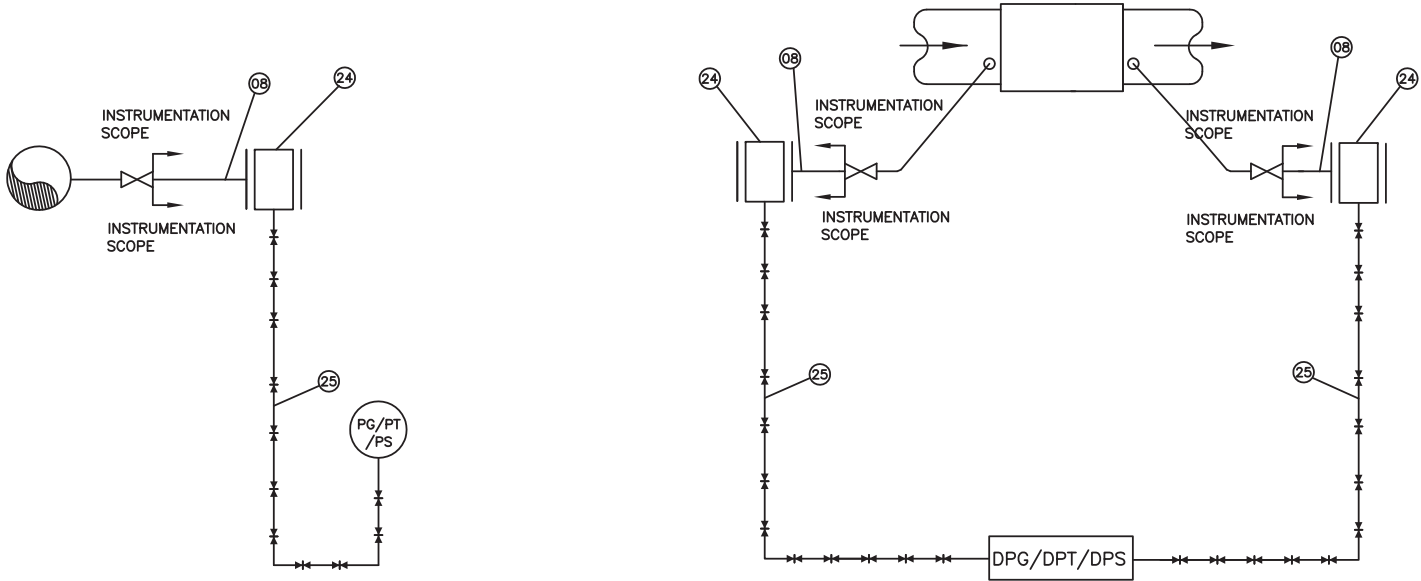 08
24
INSTRUMENTATION
SCOPE
INSTRUMENTATION
SCOPE
25
PG/PT
/PS
24
08
INSTRUMENTATION
SCOPE
INSTRUMENTATION
SCOPE
25
08
24
INSTRUMENTATION
SCOPE
INSTRUMENTATION
SCOPE
25
DPG/DPT/DPS